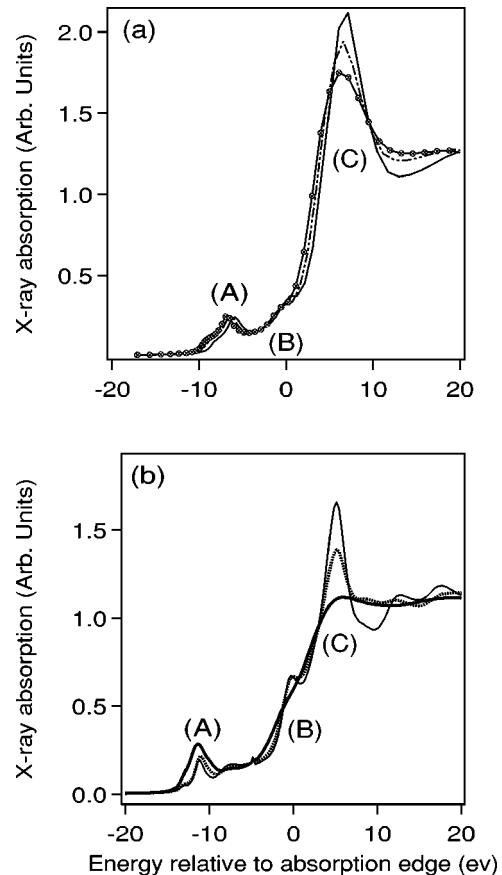 (a)
X-ray absorption (Arb. Units)
2.0
1.5
1.0
0.5
(C)
(A)
(B)
-20 -10 0 10 20
(b)
X-ray absorption (Arb. Units)
1.5
1.0
0.5
0.0
(C)
(A)
(B)
-20 -10 0 10 20
Energy relative to absorption edge (ev)